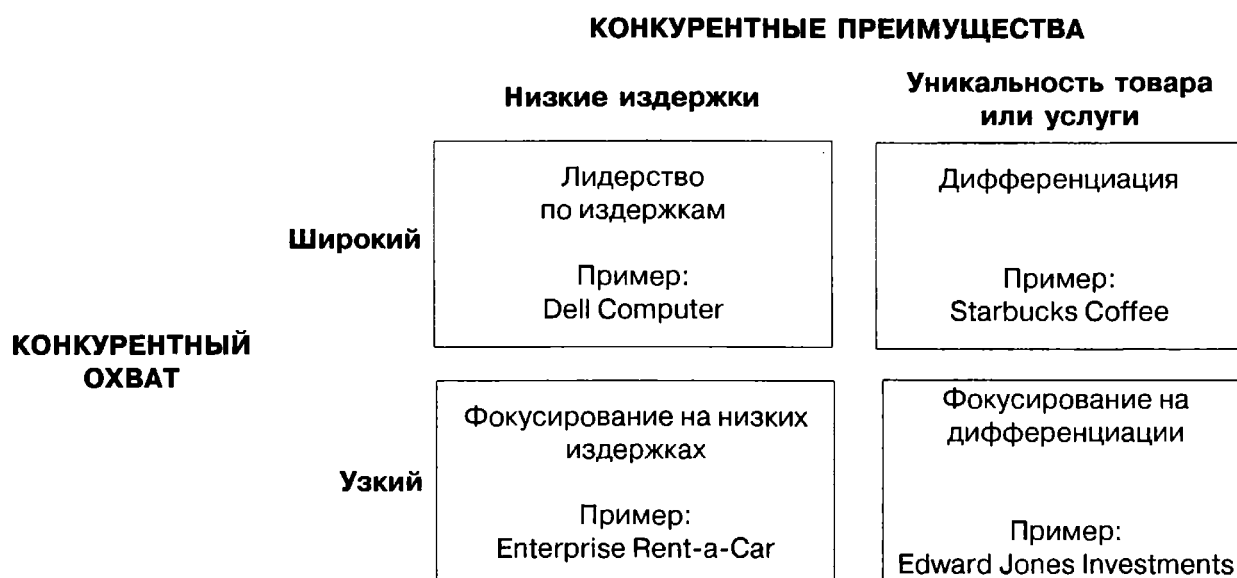 КОНКУРЕНТНЫЕ ПРЕИМУЩЕСТВА
Низкие издержки
Уникальность товара
или услуги
Широкий
Лидерство
по издержкам
Пример:
Dell Computer
Дифференциация
Пример:
Starbucks Coffee
КОНКУРЕНТНЫЙ
ОХВАТ
Узкий
Фокусирование на низких
издержках
Пример:
Enterprise Rent-a-Car
Фокусирование на
дифференциации
Пример:
Edward Jones Investments